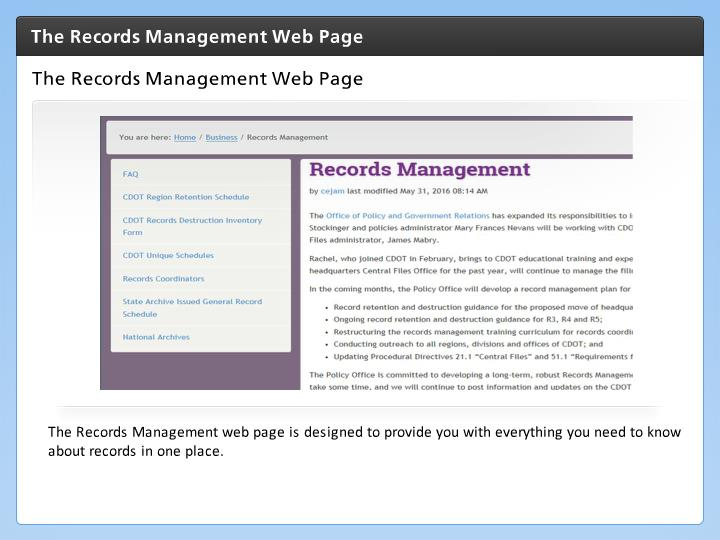 The Records Management Web Page
The Records Management Web Page
You are here: Home / Business / Records Management
FAQ
CDOT Region Retention Schedule
CDOT Records Destruction Inventory
Form
CDOT Unique Schedules
Records Coordinators
State Archive Issued General Record
Schedule
National Archives
Records Management
by cejam last modified May 31, 2016 08:14 AM
The Office of Policy and Government Relations has expanded its responsibilities to i
Stockinger and policies administrator Mary Frances Nevans will be working with CDO
Files administrator, James Mabry.
Rachel, who joined CDOT in February, brings to CDOT educational training and expe
headquarters Central Files Office for the past year, will continue to manage the filin
In the coming months, the Policy Office will develop a record management plan for
• Record retention and destruction guidance for the proposed move of headqua
• Ongoing record retention and destruction guidance for R3, R4 and R5;
• Restructuring the records management training curriculum for records coordin
• Conducting outreach to all regions, divisions and offices of CDOT; and
• Updating Procedural Directives 21.1 "Central Files" and 51.1 "Requirements f
The Policy Office is committed to developing a long-term, robust Records Manageme
take some time, and we will continue to post information and updates on the CDOT
The Records Management web page is designed to provide you with everything you need to know
about records in one place.